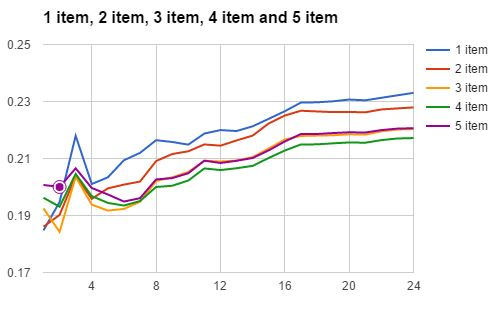 1 item, 2 item, 3 item, 4 item and 5 item
0.25
0.23
0.21
0.19
0.17
4 8 12 16 20 24
1 item
2 item
3 item
4 item
5 item